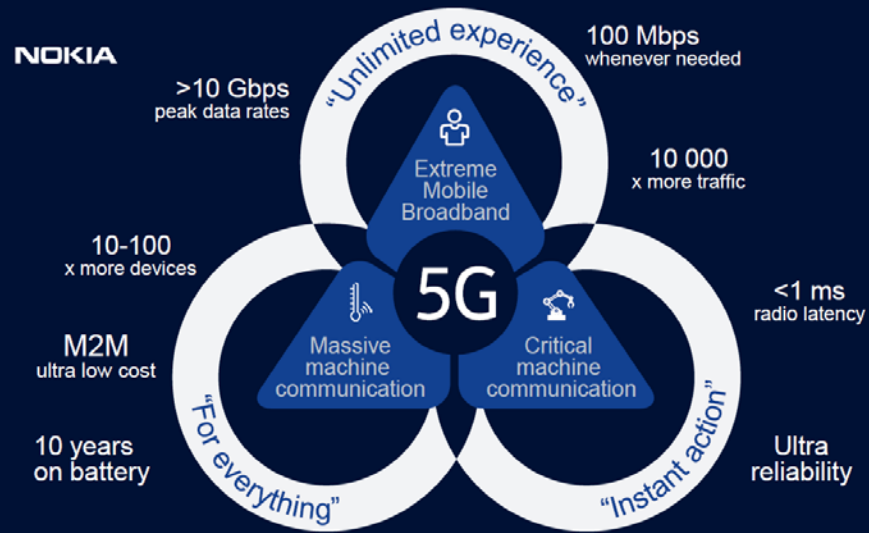 NOKIA
"Unlimited experience"
>10 Gbps
peak data rates
100 Mbps
whenever needed
10 000
x more traffic
Extreme
Mobile
Broadband
5G
10-100
x more devices
M2M
ultra low cost
10 years
on battery
Massive
machine
communication
"For everything"
Critical
machine
communication
<1 ms
radio latency
Ultra
reliability
"Instant action"